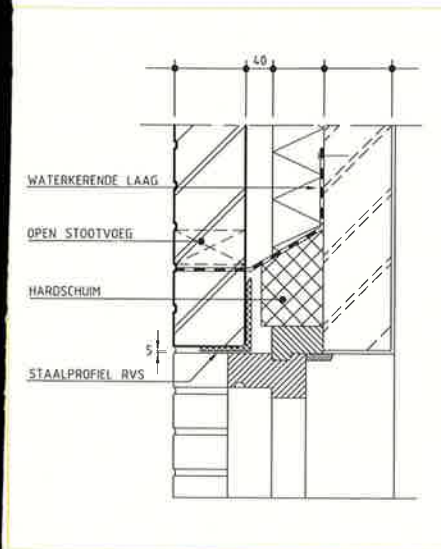 40
WATERKERENDE LAAG
OPEN STOOTVOEG
HARDSCHUIM
5
STAALPROFIEL RVS